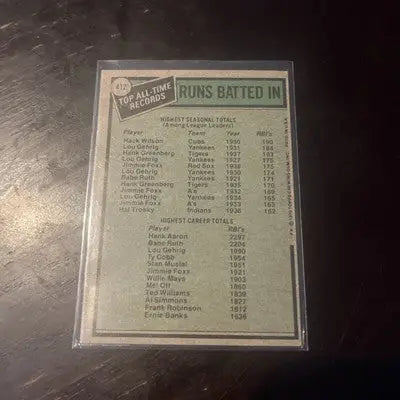 412
TOP ALL-TIME RECORDS
RUNS BATTED IN
HIGHEST SEASONAL TOTALS
(Among League Leaders)
Player Team Year RBI's
Hack Wilson Cubs 1930 190
Lou Gehrig Yankees 1931 184
Hank Greenberg Tigers 1937 183
Lou Gehrig Yankees 1927 175
Jimmie Foxx Red Sox 1938 175
Lou Gehrig Yankees 1930 174
Babe Ruth Yankees 1921 171
Hank Greenberg Tigers 1935 170
Jimmie Foxx A's 1932 169
Lou Gehrig Yankees 1934 165
Jimmie Foxx A's 1933 163
Hal Trosky Indians 1936 162
HIGHEST CAREER TOTALS
Player RBI's
Hank Aaron 2297
Babe Ruth 2204
Lou Gehrig 1990
Ty Cobb 1954
Stan Musial 1951
Jimmie Foxx 1921
Willie Mays 1903
Mel Ott 1860
Ted Williams 1839
Al Simmons 1827
Frank Robinson 1812
Ernie Banks 1636